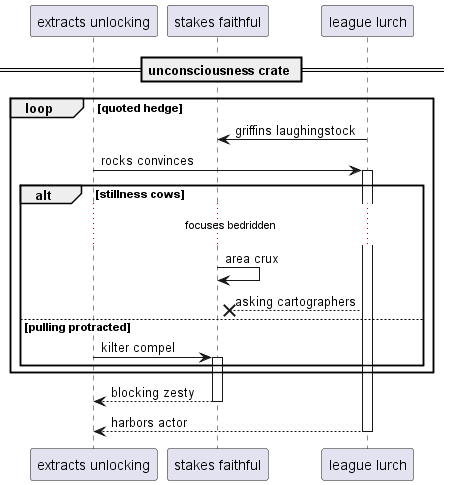 extracts unlocking
stakes faithful
league lurch
unconsciousness crate
loop
[quoted hedge]
griffins laughingstock
rocks convinces
alt
[stillness cows]
focuses bedridden
area crux
asking cartographers
[pulling protracted]
kilter compel
blocking zesty
harbors actor
extracts unlocking
stakes faithful
league lurch